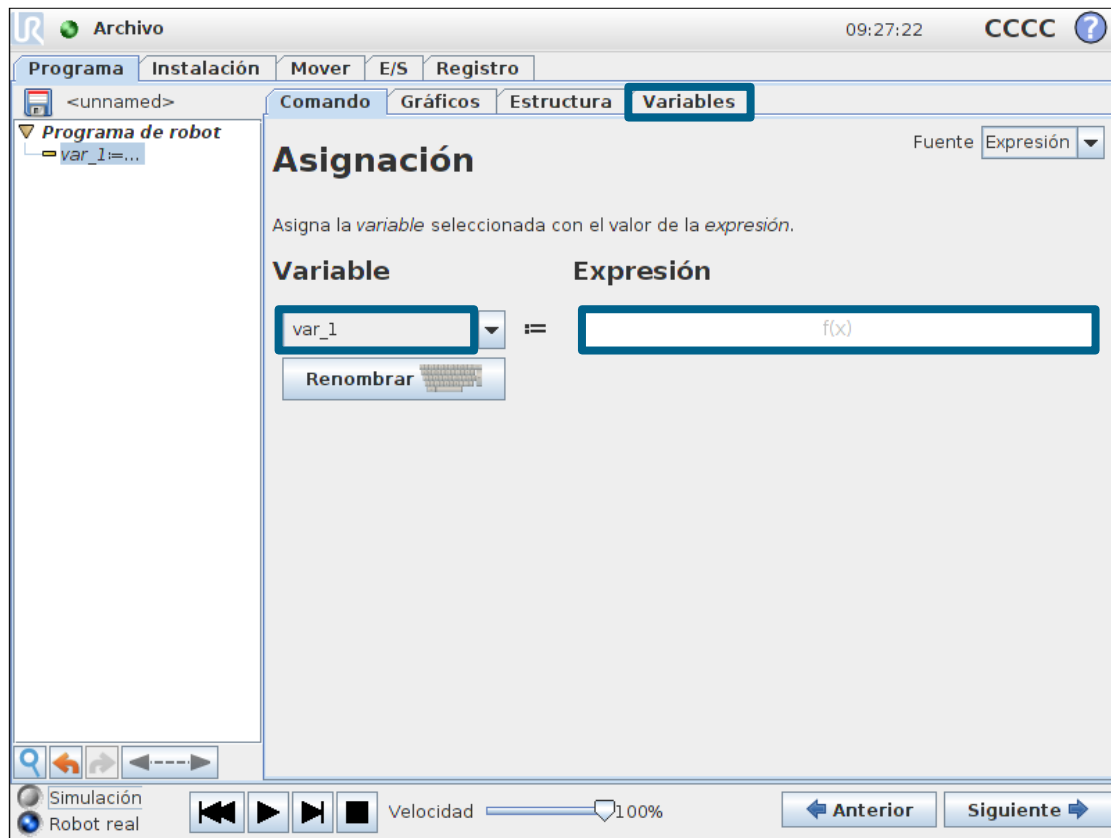 UR Archivo 09:27:22 CCCC ?
Programa Instalación Mover E/S Registro
<unnamed> Comando Gráficos Estructura Variables
Programa de robot
var_1:=...
Fuente Expresión
Asignación
Asigna la variable seleccionada con el valor de la expresión.
Variable Expresión
var_1 := f(x)
Renombrar
Simulación
Robot real
Velocidad 100% Anterior Siguiente